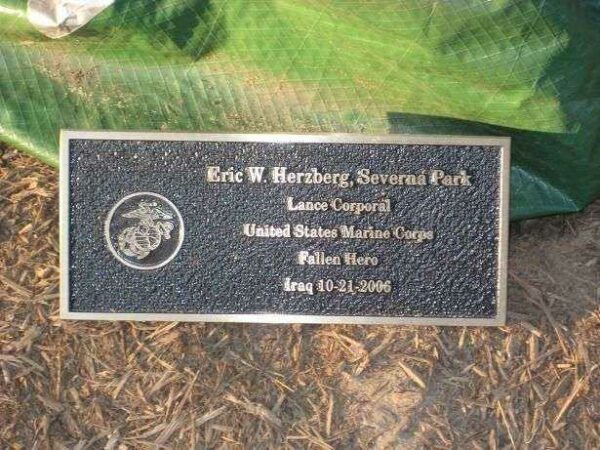 Eric W. Herzberg, Severna Park
Lance Corporal
United States Marine Corps
Fallen Hero
Iraq 10-21-2006